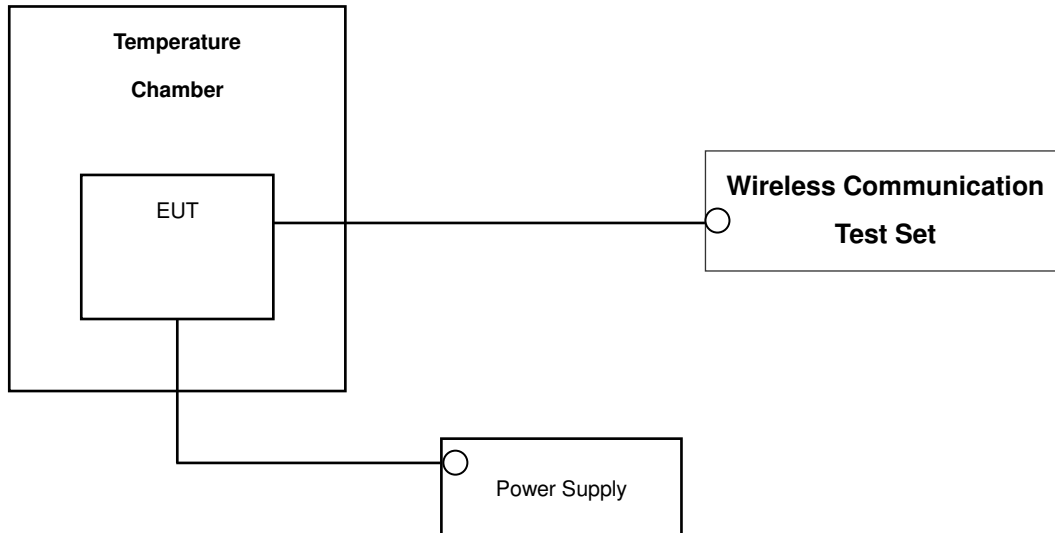 Temperature
Chamber
EUT
Wireless Communication
Test Set
Power Supply